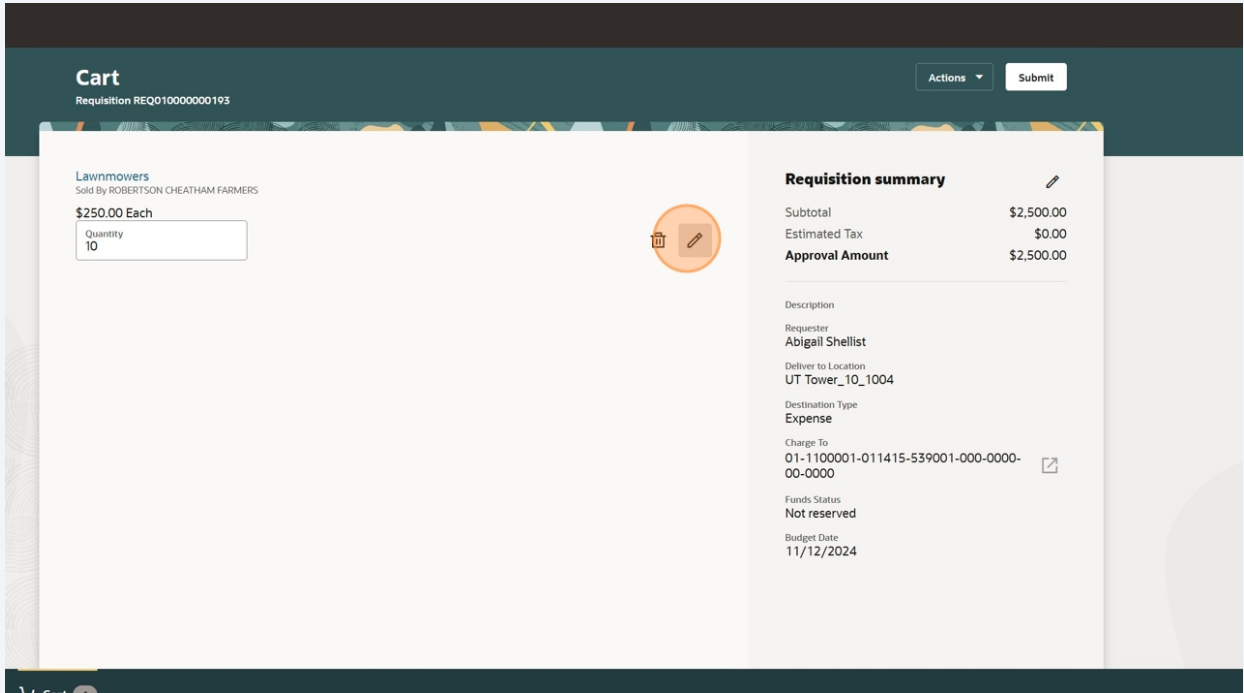 Cart
Requisition REQ010000000193
Actions
Submit
Lawnmowers
Sold By ROBERTSON CHEATHAM FARMERS
$250.00 Each
Quantity
10
Requisition summary
Subtotal $2,500.00
Estimated Tax $0.00
Approval Amount $2,500.00
Description
Requester
Abigail Shellist
Deliver to Location
UT Tower_10_1004
Destination Type
Expense
Charge To
01-1100001-011415-539001-000-0000-
00-0000
Funds Status
Not reserved
Budget Date
11/12/2024
Cart